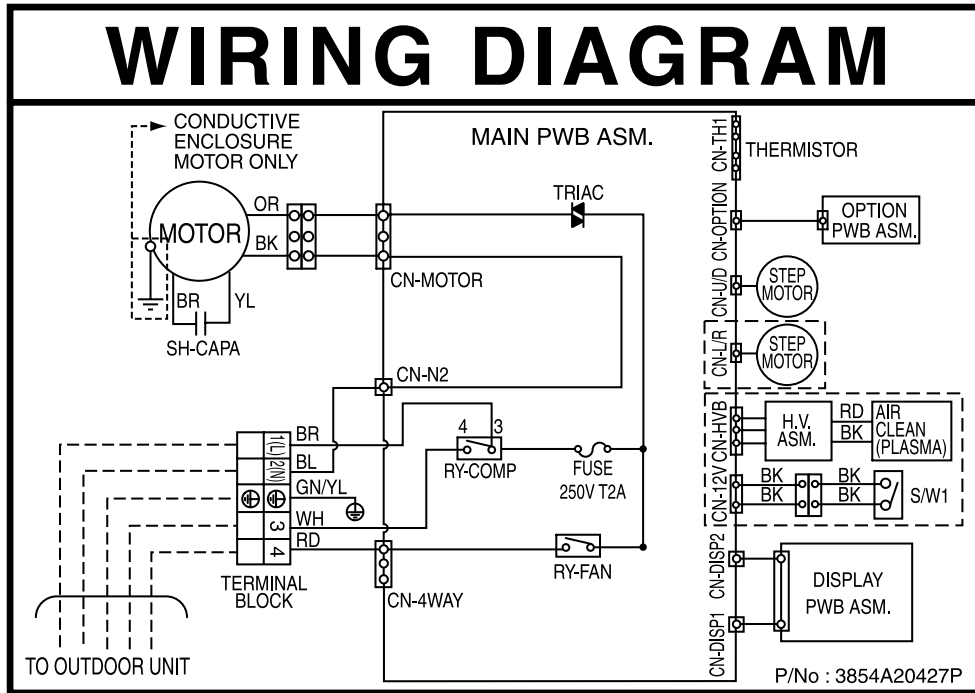 WIRING DIAGRAM
CONDUCTIVE
ENCLOSURE
MOTOR ONLY
MAIN PWB ASM.
CN-TH1
THERMISTOR
TRIAC
OR
MOTOR
BK
CN-MOTOR
BR
YL
SH-CAPA
CN-OPTION
OPTION
PWB ASM.
CN-U/D
STEP
MOTOR
CN-L/R
STEP
MOTOR
CN-N2
CN-HVB
H.V.
ASM.
RD
BK
AIR
CLEAN
(PLASMA)
CN-12V
BK
BK
BK
BK
S/W1
1(L)
BR
2(N)
BL
GN/YL
3
WH
4
RD
TERMINAL
BLOCK
4
3
RY-COMP
FUSE
250V T2A
RY-FAN
CN-4WAY
CN-DISP2
CN-DISP1
DISPLAY
PWB ASM.
TO OUTDOOR UNIT
P/No : 3854A20427P